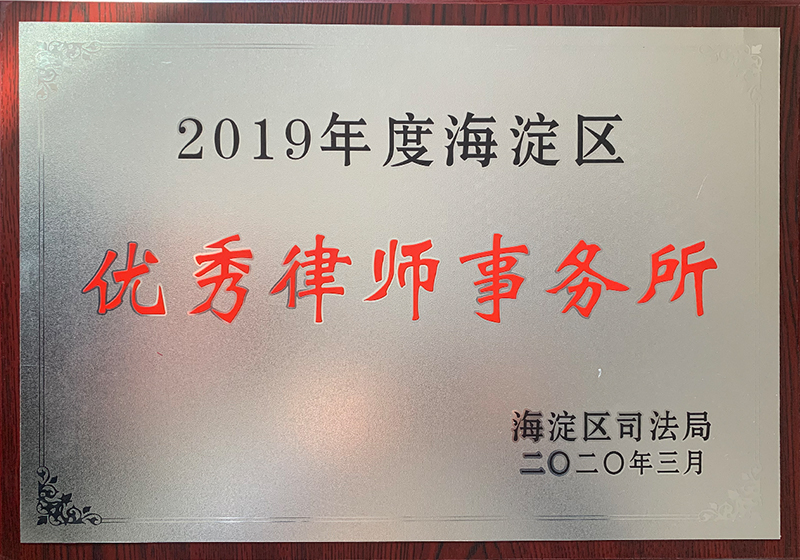 2019年度海淀区
优秀律师事务所
海淀区司法局
二〇二〇年三月